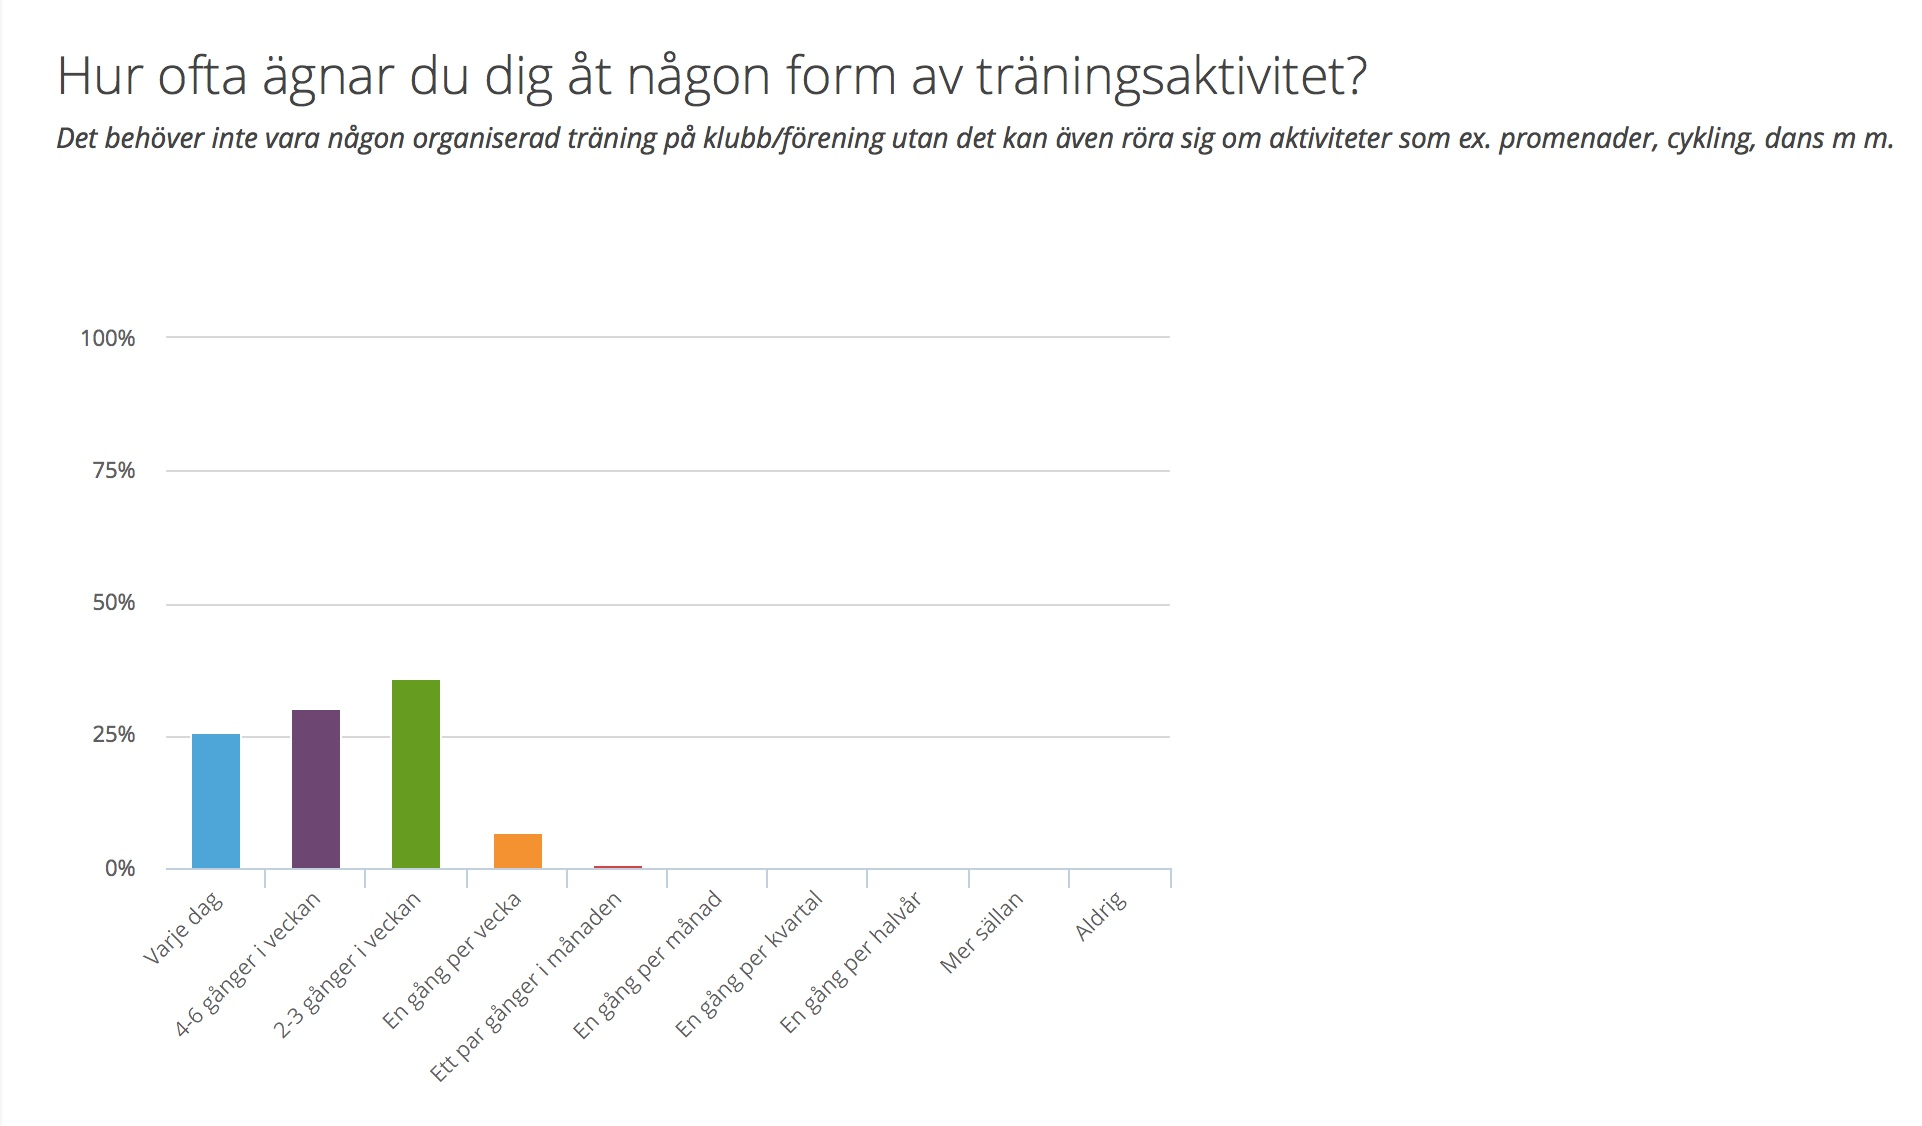 Hur ofta ägnar du dig åt någon form av träningsaktivitet?
Det behöver inte vara någon organiserad träning på klubb/förening utan det kan även röra sig om aktiviteter som ex. promenader, cykling, dans m m.
100%
75%
50%
25%
0%
Varje dag
4-6 gånger i veckan
2-3 gånger i veckan
En gång per vecka
Ett par gånger i månaden
En gång per månad
En gång per kvartal
En gång per halvår
Mer sällan
Aldrig